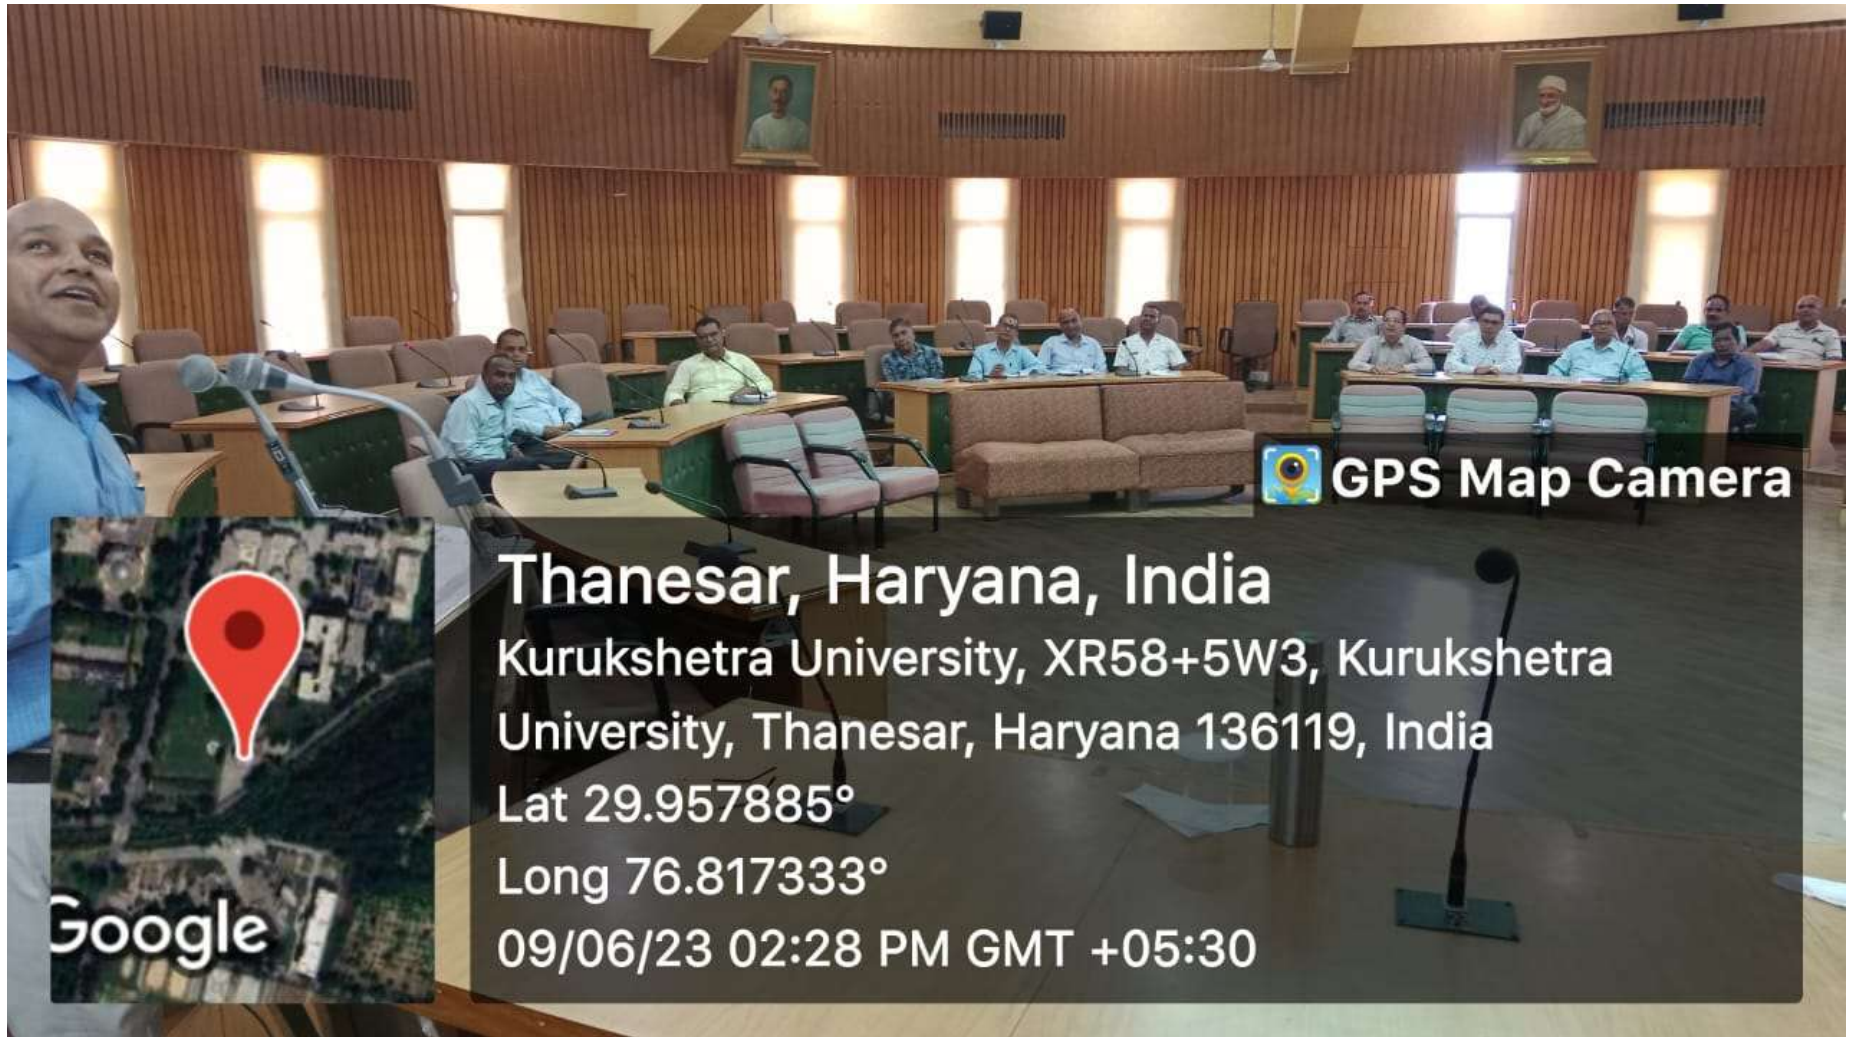 GPS Map Camera
Thanesar, Haryana, India
Kurukshetra University, XR58+5W3, Kurukshetra
University, Thanesar, Haryana 136119, India
Lat 29.957885°
Long 76.817333°
09/06/23 02:28 PM GMT +05:30
Google